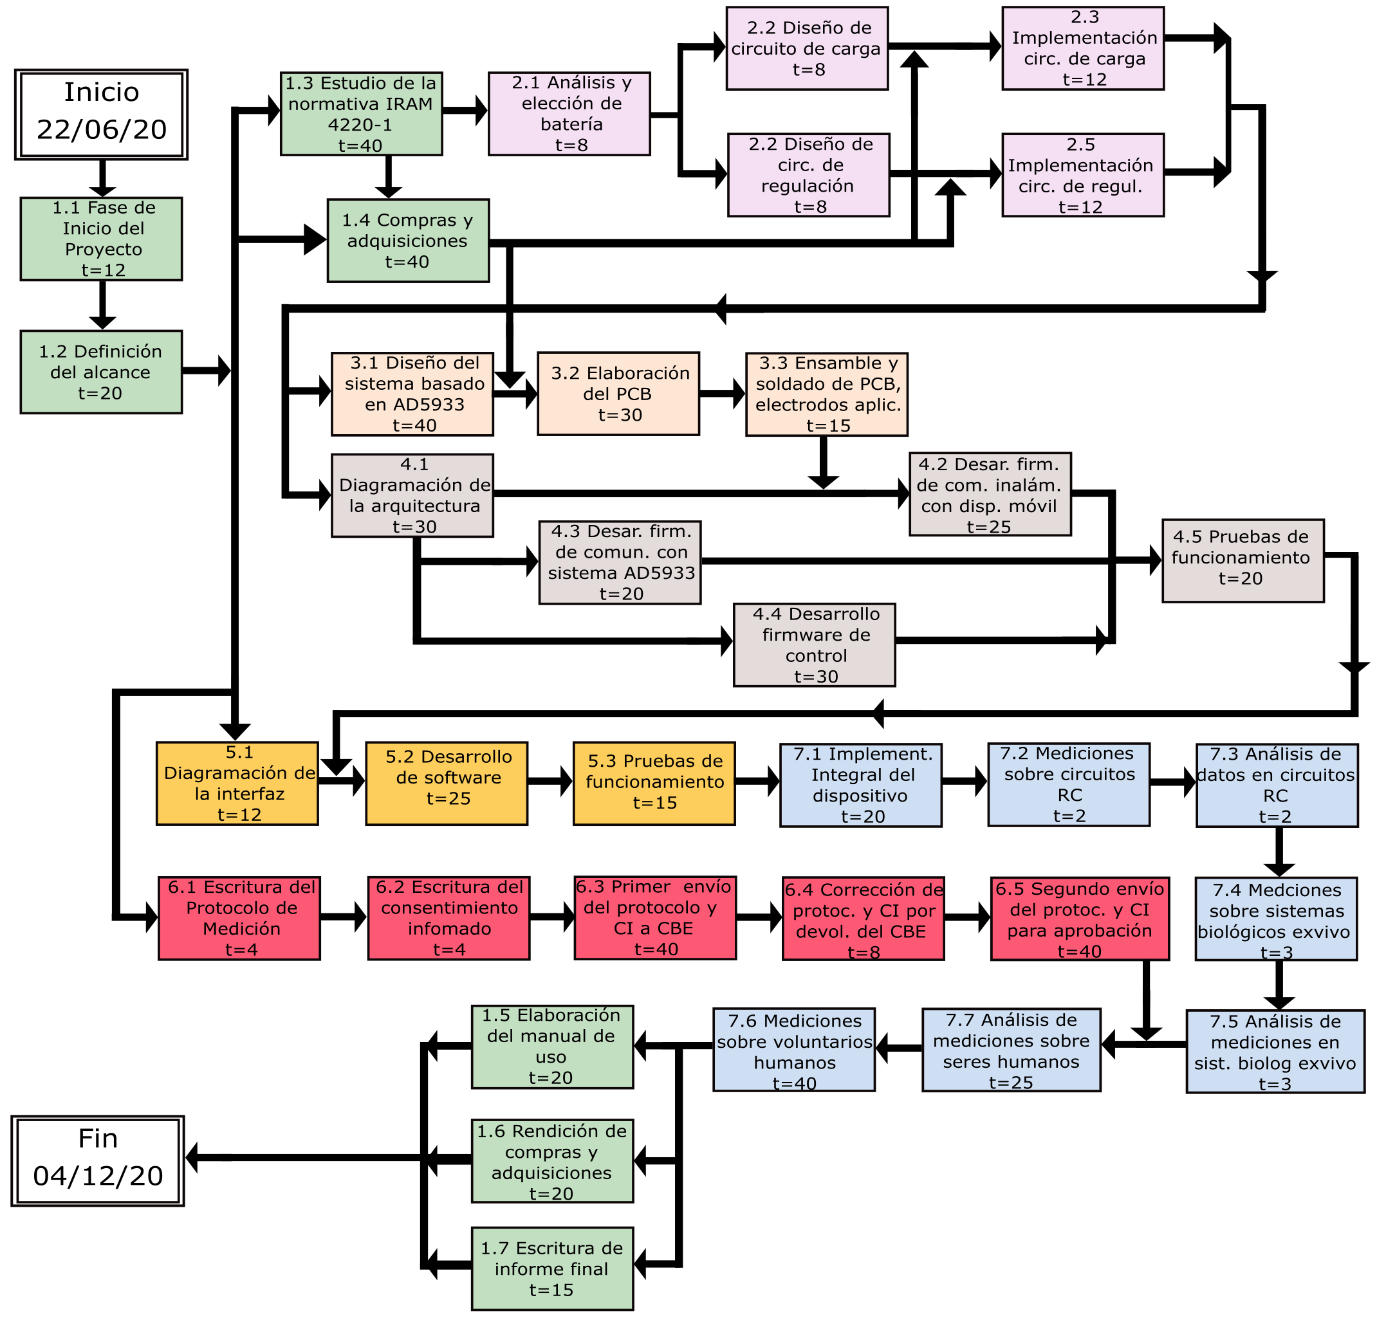 Inicio
22/06/20
1.1 Fase de
Inicio del
Proyecto
t=12
1.2 Definición
del alcance
t=20
1.3 Estudio de la
normativa IRAM
4220-1
t=40
1.4 Compras y
adquisiciones
t=40
2.1 Análisis y
elección de
batería
t=8
2.2 Diseño de
circuito de carga
t=8
2.2 Diseño de
circ. de
regulación
t=8
2.3
Implementación
circ. de carga
t=12
2.5
Implementación
circ. de regul.
t=12
3.1 Diseño del
sistema basado
en AD5933
t=40
3.2 Elaboración
del PCB
t=30
3.3 Ensamble y
soldado de PCB,
electrodos aplic.
t=15
4.1
Diagramación de
la arquitectura
t=30
4.2 Desar. firm.
de com. inalám.
con disp. móvil
t=25
4.3 Desar. firm.
de comun. con
sistema AD5933
t=20
4.4 Desarrollo
firmware de
control
t=30
4.5 Pruebas de
funcionamiento
t=20
5.1
Diagramación de
la interfaz
t=12
5.2 Desarrollo
de software
t=25
5.3 Pruebas de
funcionamiento
t=15
7.1 Implement.
Integral del
dispositivo
t=20
7.2 Mediciones
sobre circuitos
RC
t=2
7.3 Análisis de
datos en circuitos
RC
t=2
6.1 Escritura del
Protocolo de
Medición
t=4
6.2 Escritura del
consentimiento
infomado
t=4
6.3 Primer envío
del protocolo y
CI a CBE
t=40
6.4 Corrección de
protoc. y CI por
devol. del CBE
t=8
6.5 Segundo envío
del protoc. y CI
para aprobación
t=40
7.4 Medciones
sobre sistemas
biológicos exvivo
t=3
7.5 Análisis de
mediciones en
sist. biolog exvivo
t=3
7.7 Análisis de
mediciones sobre
seres humanos
t=25
7.6 Mediciones
sobre voluntarios
humanos
t=40
1.5 Elaboración
del manual de
uso
t=20
1.6 Rendición de
compras y
adquisiciones
t=20
1.7 Escritura de
informe final
t=15
Fin
04/12/20